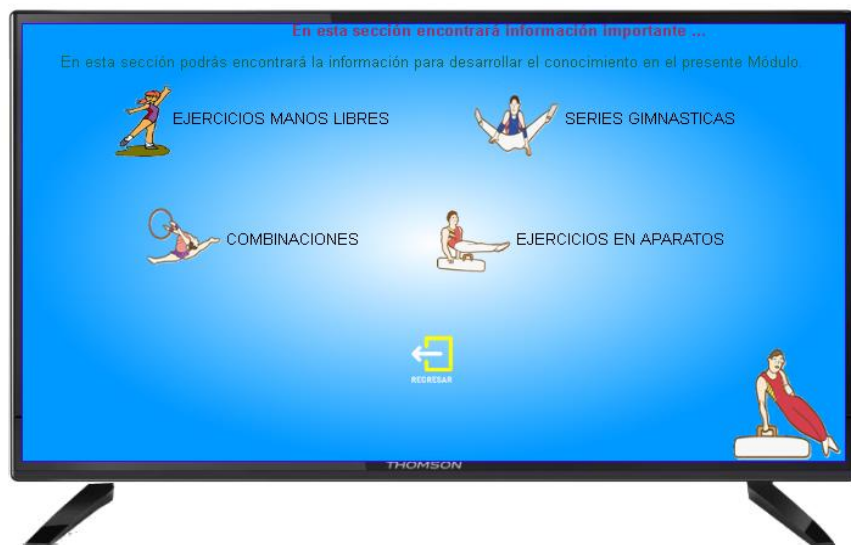 En esta sección encontrará información importante ...
En esta sección podrás encontrará la información para desarrollar el conocimiento en el presente Módulo.
EJERCICIOS MANOS LIBRES
SERIES GIMNASTICAS
COMBINACIONES
EJERCICIOS EN APARATOS
REGRESAR
THOMSON